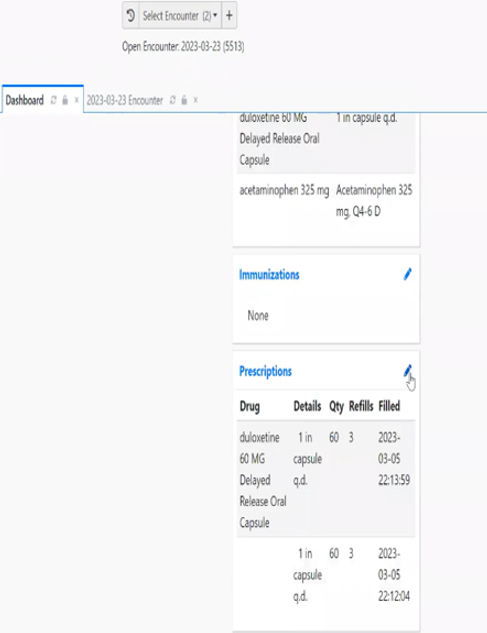 Select Encounter (2) +
Open Encounter: 2023-03-23 (5513)
Dashboard × 2023-03-23 Encounter ×
duloxetine 60 MG 1 in capsule q.d.
Delayed Release Oral
Capsule
acetaminophen 325 mg Acetaminophen 325
mg, Q4-6 D
Immunizations
None
Prescriptions
Drug Details Qty Refills Filled
duloxetine 1 in 60 3 2023-
60 MG capsule 03-05
Delayed q.d. 22:13:59
Release Oral
Capsule
1 in 60 3 2023-
capsule 03-05
q.d. 22:12:04